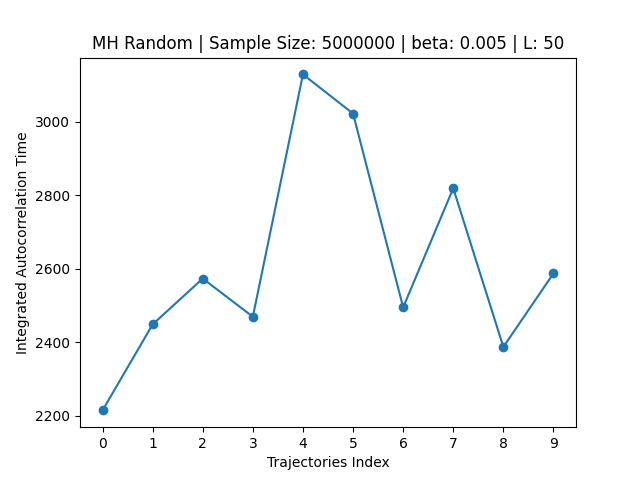 MH Random | Sample Size: 5000000 | beta: 0.005 | L: 50
Integrated Autocorrelation Time
3000
2800
2600
2400
2200
0 1 2 3 4 5 6 7 8 9
Trajectories Index